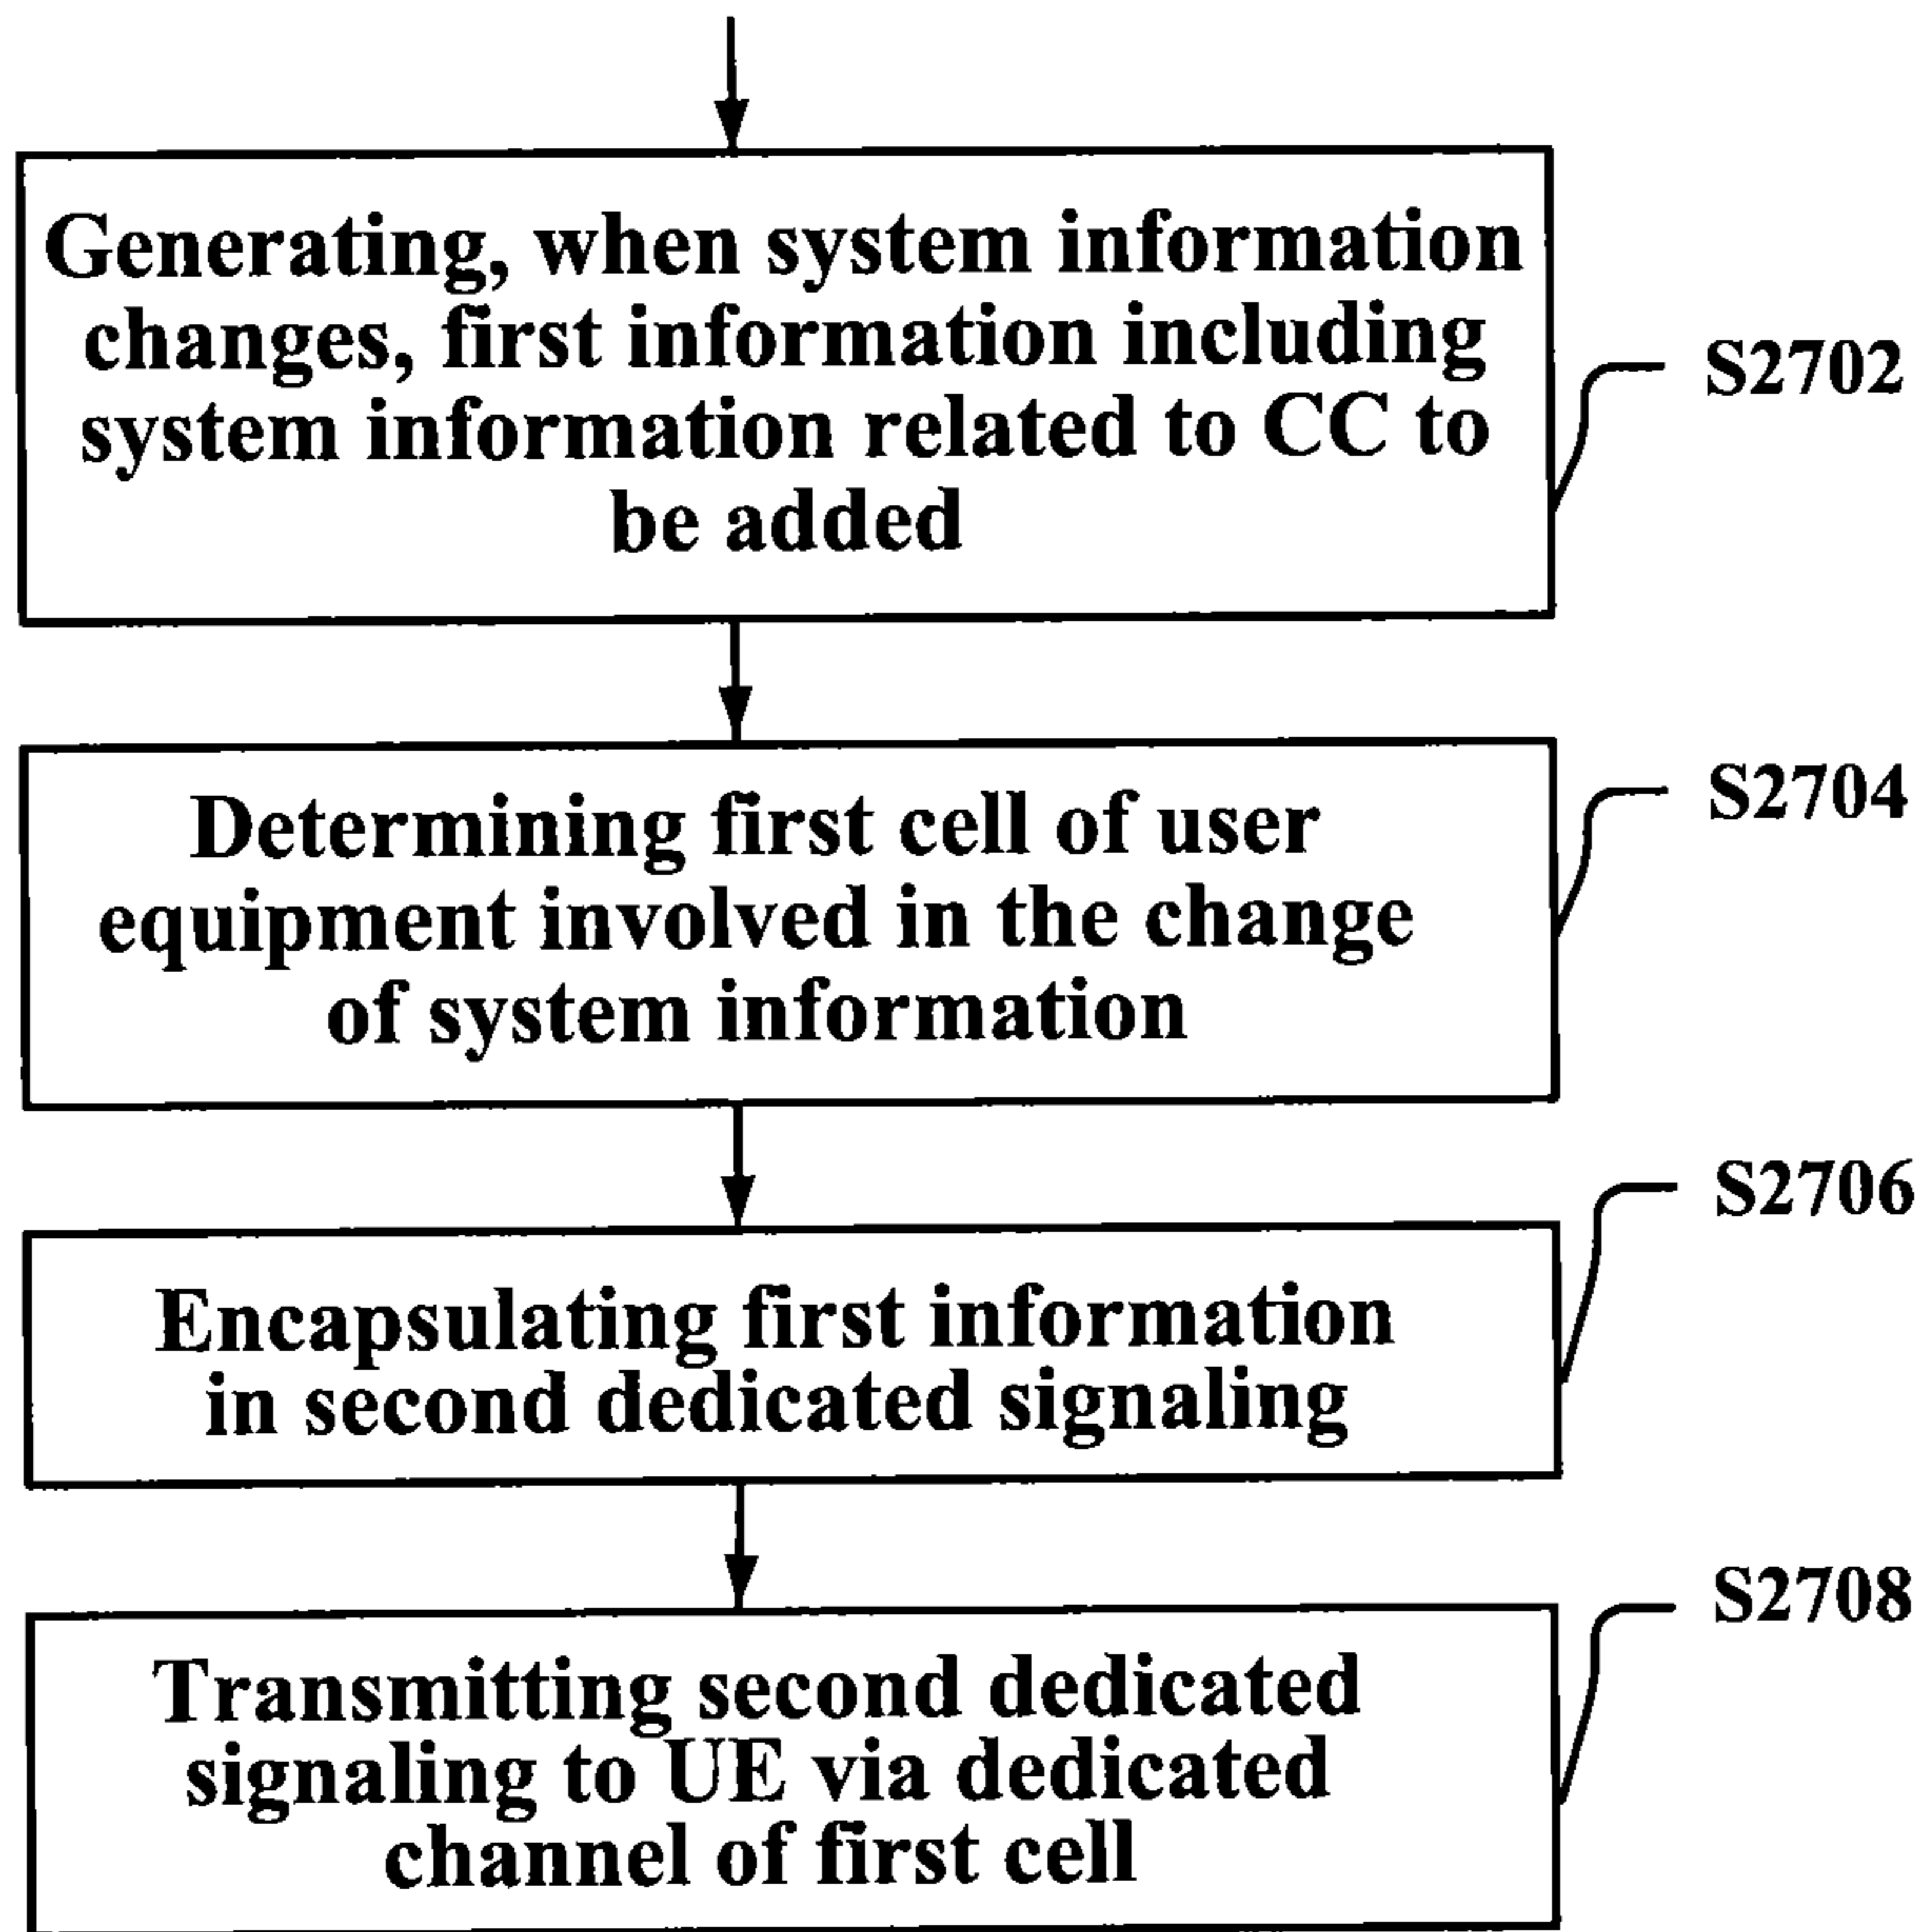 Generating, when system information
changes, first information including
system information related to CC to
be added
S2702
Determining first cell of user
equipment involved in the change
of system information
S2704
Encapsulating first information
in second dedicated signaling
S2706
Transmitting second dedicated
signaling to UE via dedicated
channel of first cell
S2708